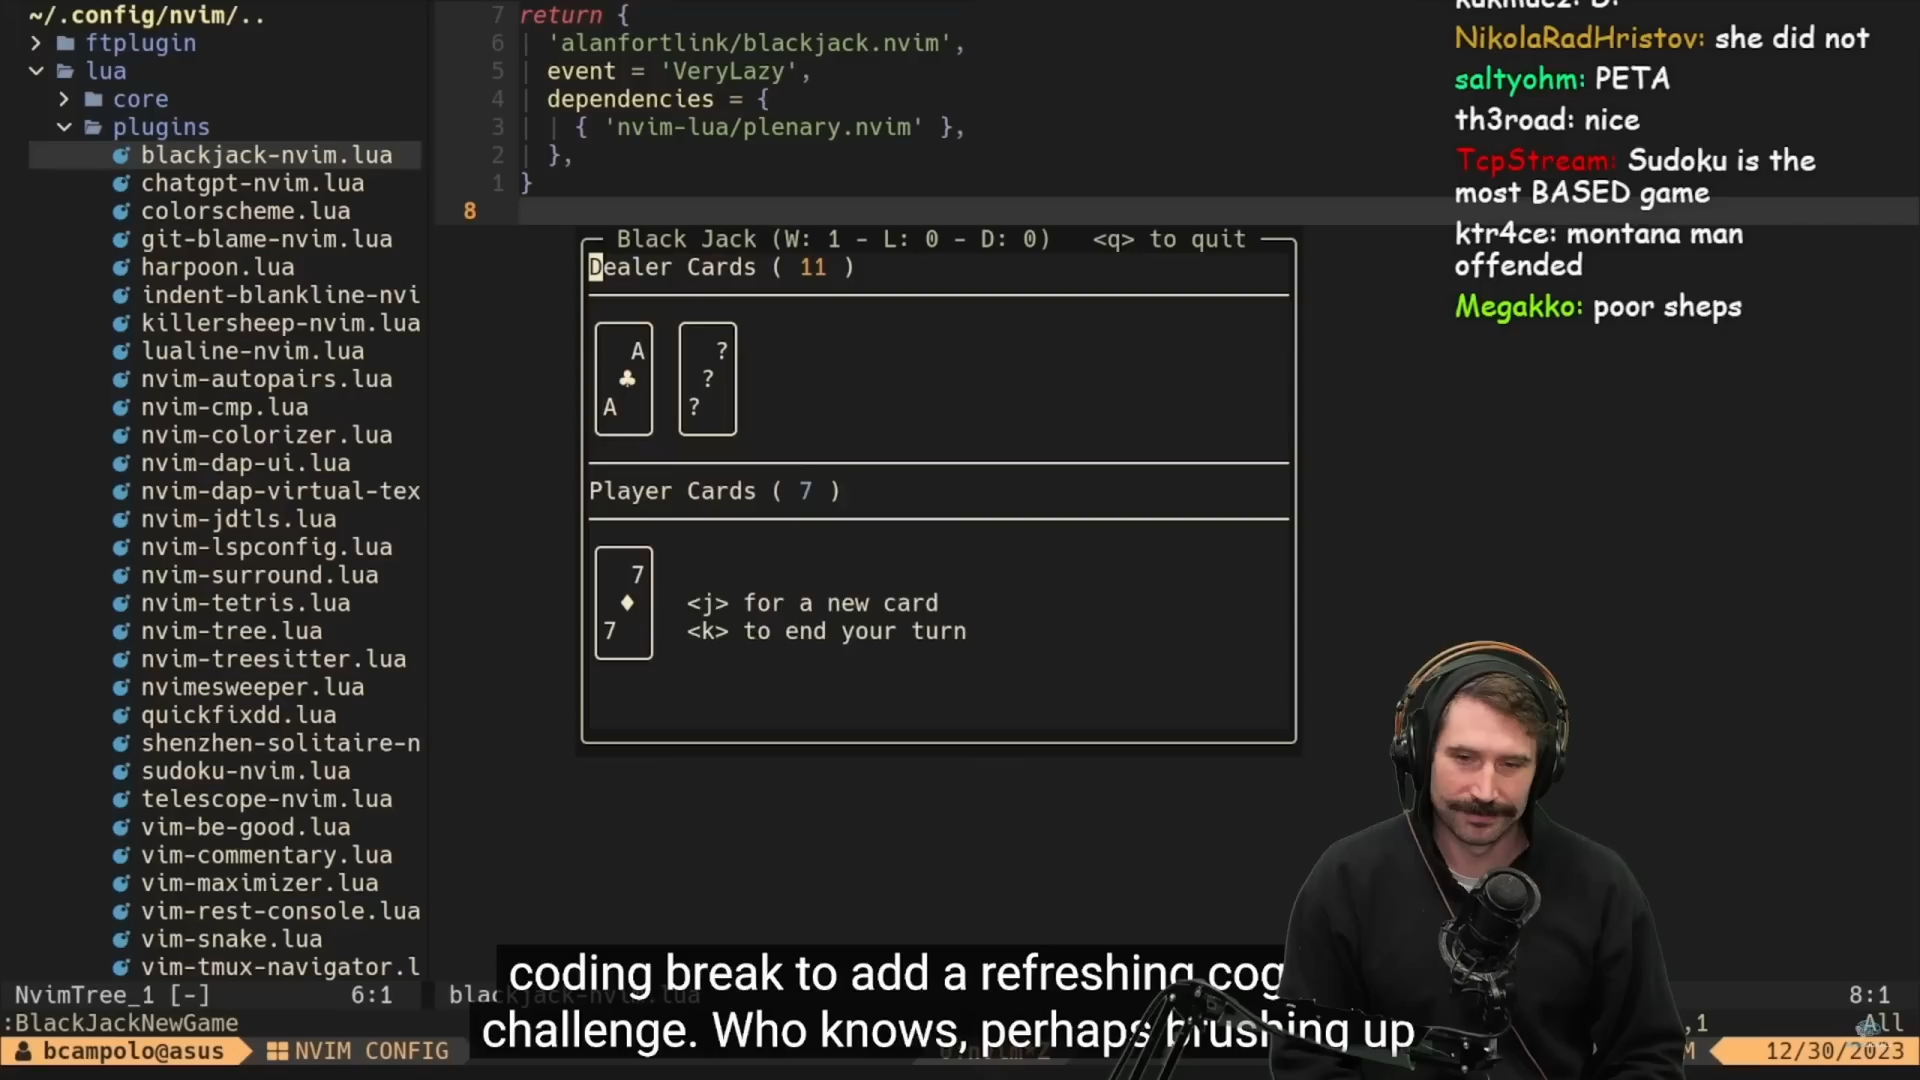 ~/.config/nvim/..
ftplugin
lua
core
plugins
blackjack-nvim.lua
chatgpt-nvim.lua
colorscheme.lua
git-blame-nvim.lua
harpoon.lua
indent-blankline-nvi
killersheep-nvim.lua
lualine-nvim.lua
nvim-autopairs.lua
nvim-cmp.lua
nvim-colorizer.lua
nvim-dap-ui.lua
nvim-dap-virtual-tex
nvim-jdtls.lua
nvim-lspconfig.lua
nvim-surround.lua
nvim-tetris.lua
nvim-tree.lua
nvim-treesitter.lua
nvimesweeper.lua
quickfixdd.lua
shenzhen-solitaire-n
sudoku-nvim.lua
telescope-nvim.lua
vim-be-good.lua
vim-commentary.lua
vim-maximizer.lua
vim-rest-console.lua
vim-snake.lua
vim-tmux-navigator.l
NvimTree_1 [-] 6:1
7 return {
6 'alanfortlink/blackjack.nvim',
5 event = 'VeryLazy',
4 dependencies = {
3 { 'nvim-lua/plenary.nvim' },
2 },
1 }
8
Black Jack (W: 1 - L: 0 - D: 0) <q> to quit
Dealer Cards ( 11 )
A ?
♣ ?
A ?
Player Cards ( 7 )
7
♦ <j> for a new card
7 <k> to end your turn
NikolaRadHristov: she did not
saltyohm: PETA
th3road: nice
TcpStream: Sudoku is the
most BASED game
ktr4ce: montana man
offended
Megakko: poor sheps
coding break to add a refreshing cog
challenge. Who knows, perhaps brushing up
blackjack-nvim.lua 8:1
:BlackJackNewGame ,1 All
bcampolo@asus NVIM CONFIG 12/30/2023